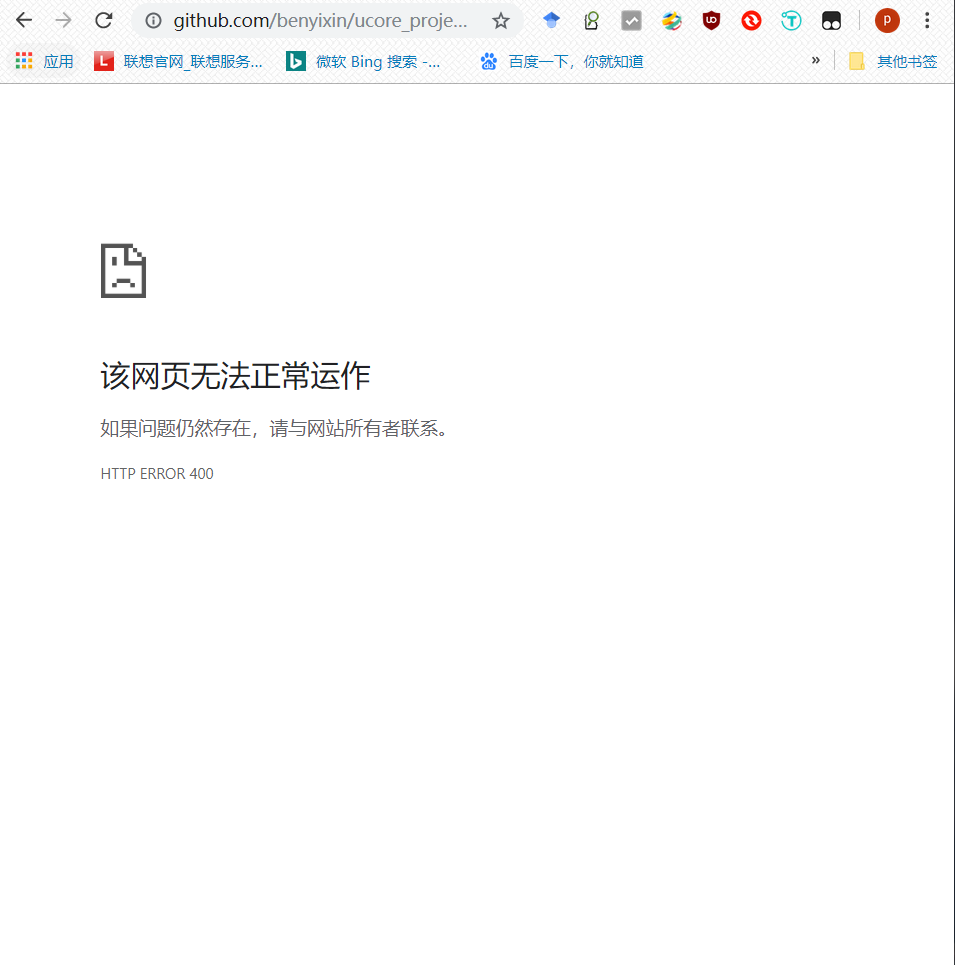 github.com/benyixin/ucore_proje...
p
应用
L
联想官网_联想服务...
微软 Bing 搜索 -...
du
百度一下，你就知道
»
其他书签
该网页无法正常运作
如果问题仍然存在，请与网站所有者联系。
HTTP ERROR 400